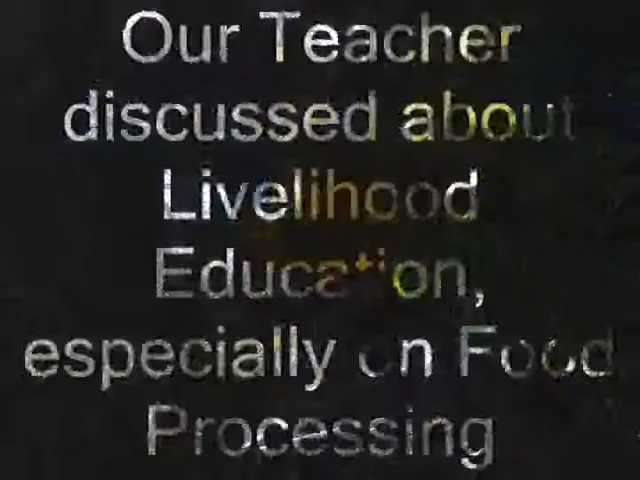 Our Teacher
discussed about
Livelihood
Education,
especially on Food
Processing